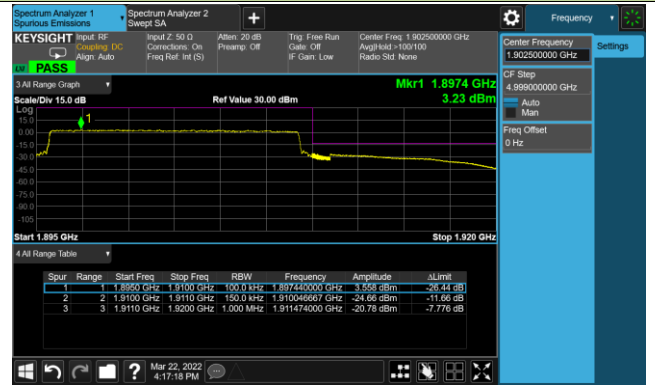 Spectrum Analyzer 1
Spurious Emissions
Spectrum Analyzer 2
Swept SA
+
Frequency
KEYSIGHT
Input: RF
Coupling: DC
Align: Auto
Input Z: 50 Ω
Corrections: On
Freq Ref: Int (S)
Atten: 20 dB
Preamp: Off
Trig: Free Run
Gate: Off
IF Gain: Low
Center Freq: 1.902500000 GHz
Avg|Hold:>100/100
Radio Std: None
LXI PASS
Center Frequency
1.902500000 GHz
Settings
CF Step
4.999000000 GHz
Auto
Man
Freq Offset
0 Hz
3 All Range Graph
Mkr1 1.8974 GHz
Scale/Div 15.0 dB
Ref Value 30.00 dBm
3.23 dBm
Log
1
15.0
0.00
-15.0
-30.0
-45.0
-60.0
-75.0
-90.0
-105
Start 1.895 GHz
Stop 1.920 GHz
4 All Range Table
Spur Range Start Freq Stop Freq RBW Frequency Amplitude ΔLimit
1 1 1.8950 GHz 1.9100 GHz 100.0 kHz 1.897440000 GHz 3.558 dBm -26.44 dB
2 2 1.9100 GHz 1.9110 GHz 150.0 kHz 1.910046667 GHz -24.66 dBm -11.66 dB
3 3 1.9110 GHz 1.9200 GHz 1.000 MHz 1.911474000 GHz -20.78 dBm -7.776 dB
?
Mar 22, 2022
4:17:18 PM